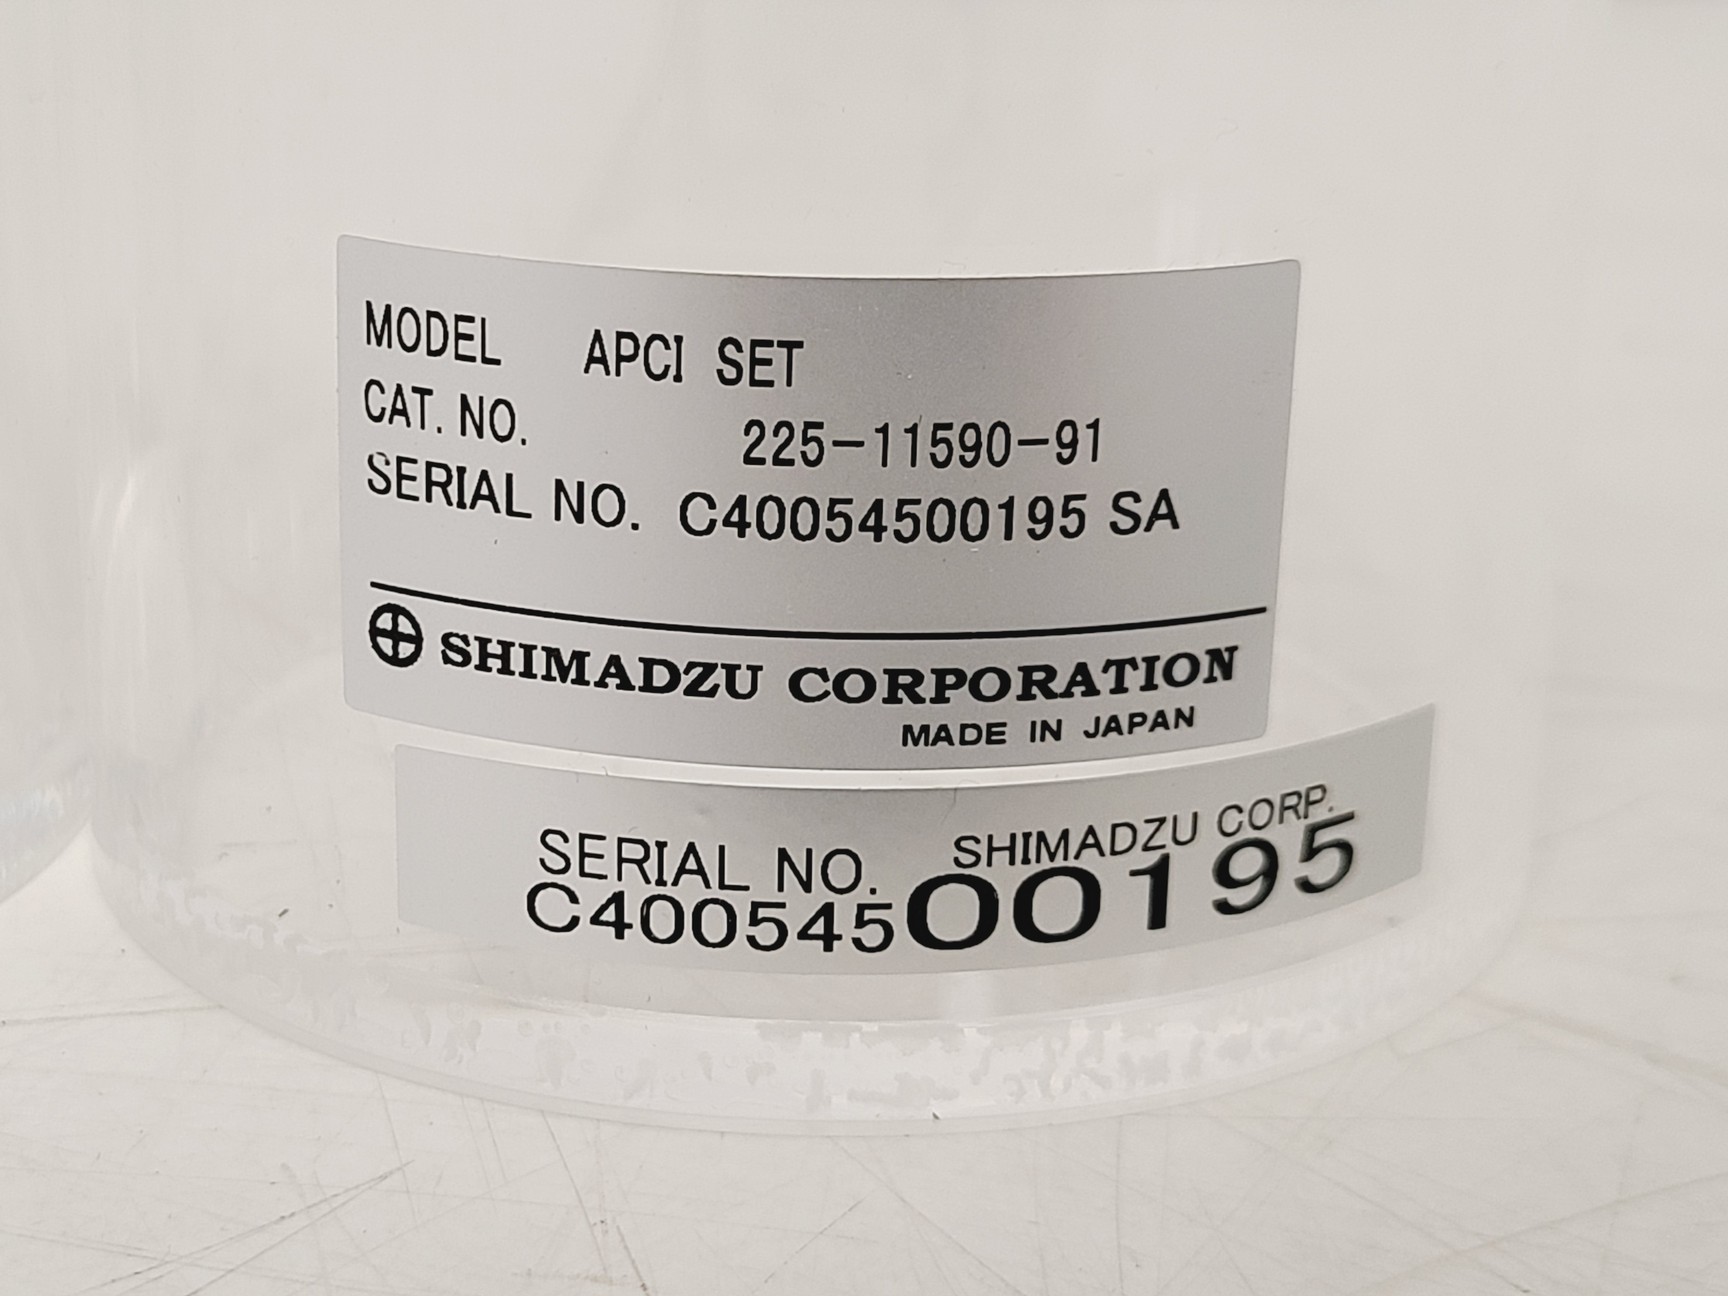 MODEL APCI SET
CAT. NO. 225-11590-91
SERIAL NO. C40054500195 SA
SHIMADZU CORPORATION
MADE IN JAPAN
SERIAL NO. SHIMADZU CORP.
C40054500195